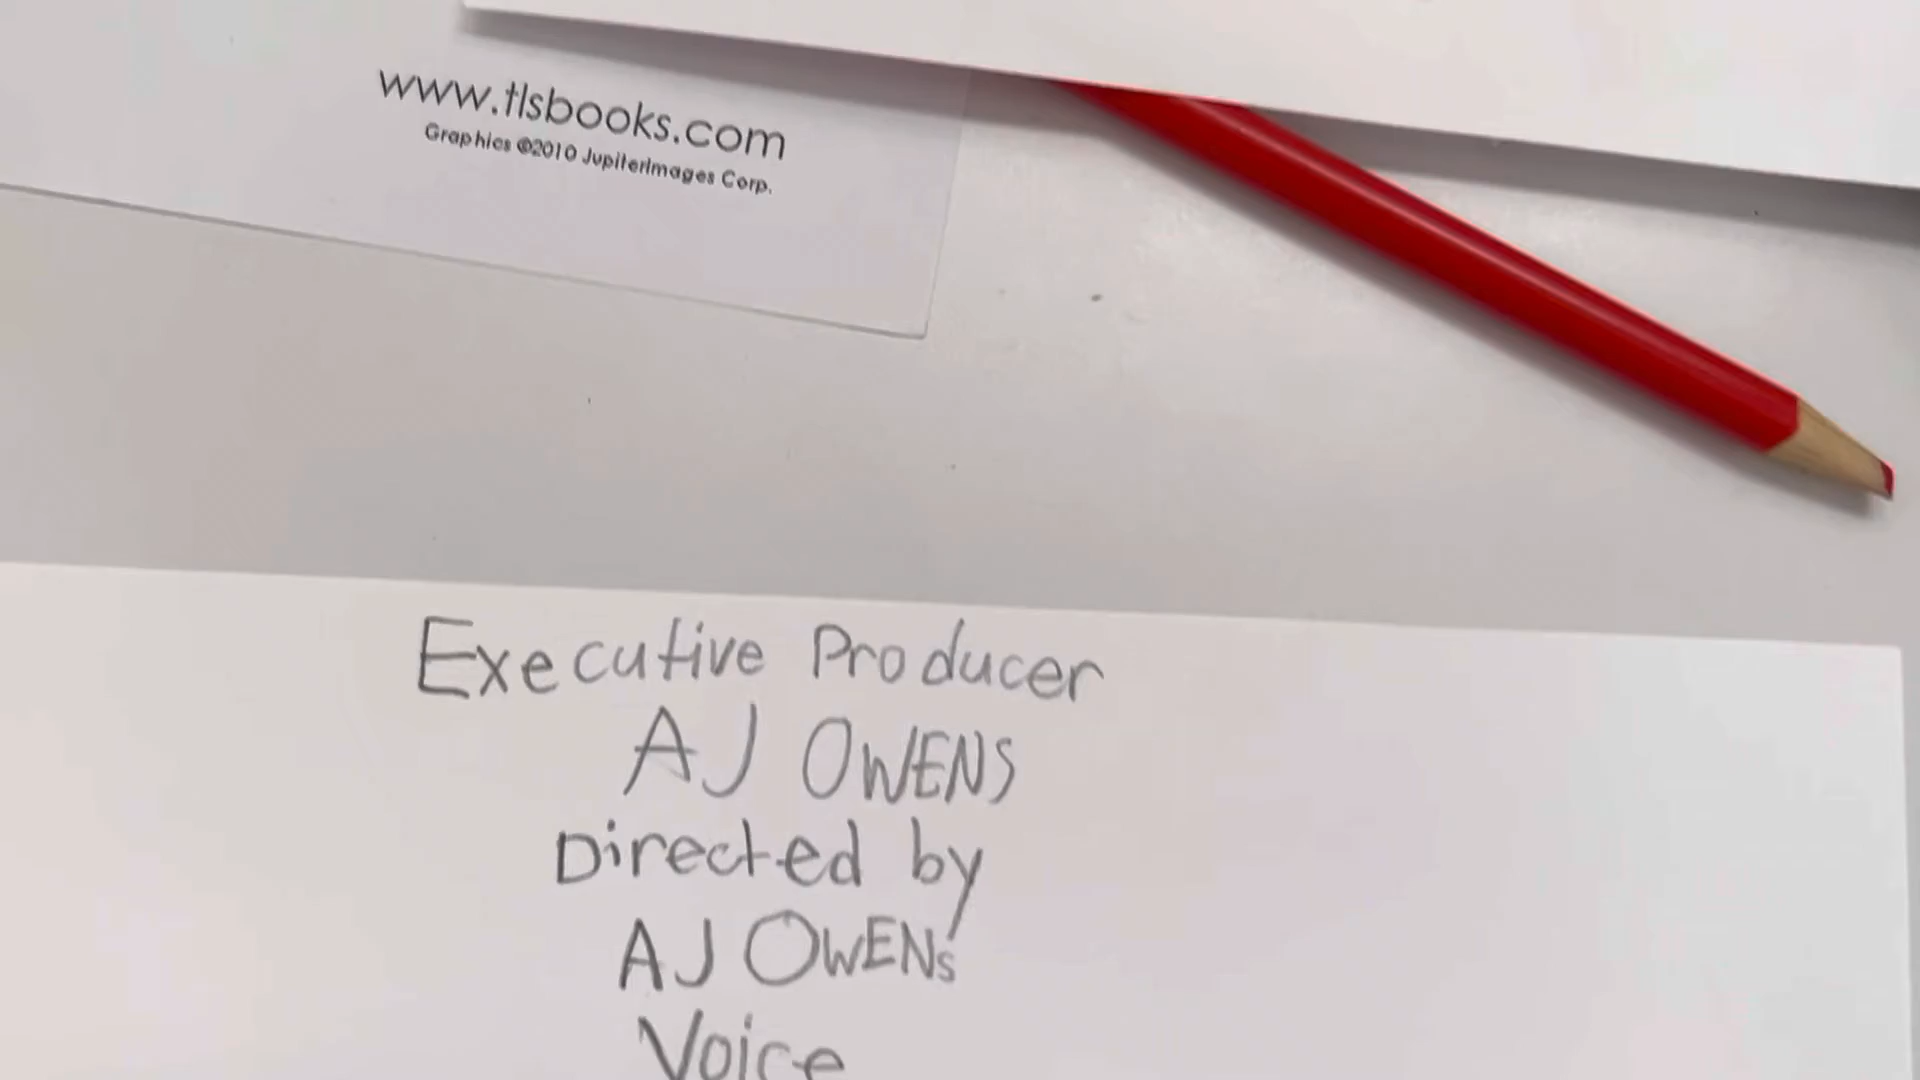 www.tlsbooks.com
Graphics ©2010 JupiterImages Corp.
Executive Producer
AJ OWENS
Directed by
AJ OWENs
Voice